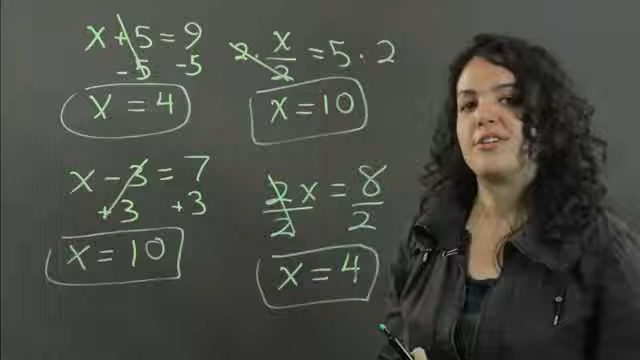 x + 5 = 9
- 5 - 5
x = 4
2 · x/2 = 5 · 2
x = 10
x - 3 = 7
+ 3 + 3
x = 10
2x/2 = 8/2
x = 4